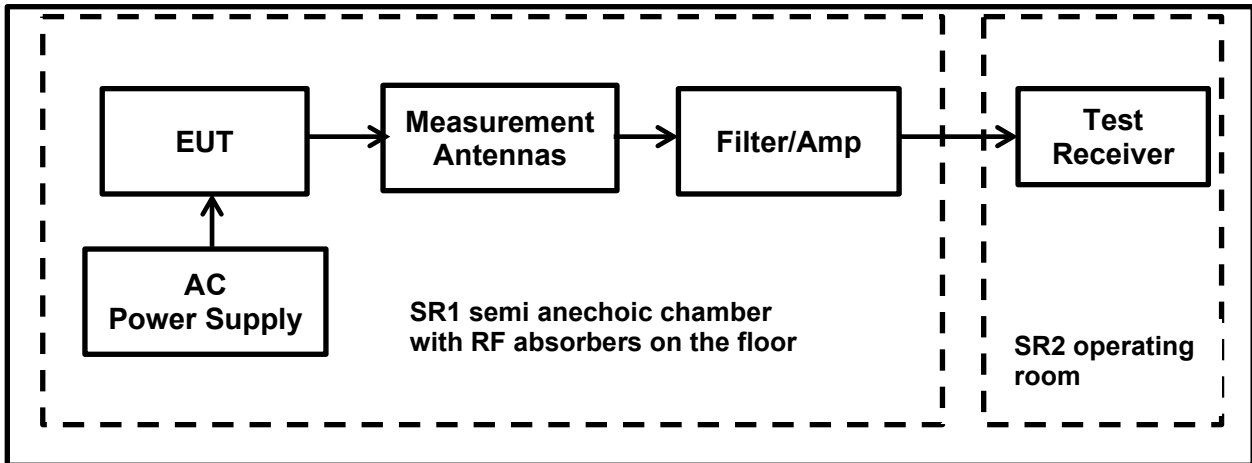 EUT
Measurement
Antennas
Filter/Amp
Test
Receiver
AC
Power Supply
SR1 semi anechoic chamber
with RF absorbers on the floor
SR2 operating
room